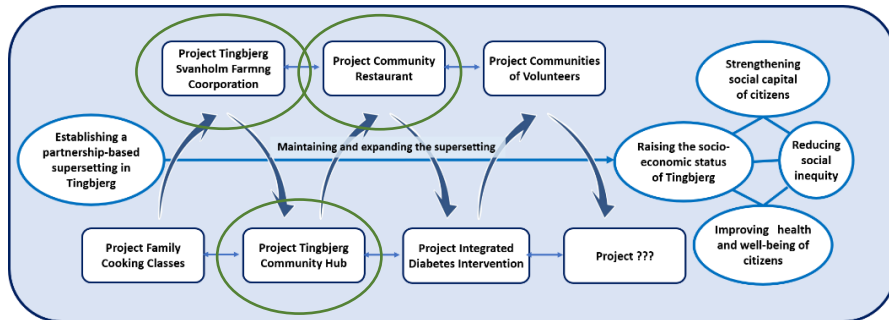 Project Tingbjerg
Svanholm Farmng
Coorporation
Project Community
Restaurant
Project Communities
of Volunteers
Strengthening
social capital
of citizens
Establishing a
partnership-based
supersetting in
Tingbjerg
Maintaining and expanding the supersetting
Raising the socio-
economic status
of Tingbjerg
Reducing
social
inequity
Project Family
Cooking Classes
Project Tingbjerg
Community Hub
Project Integrated
Diabetes Intervention
Project ???
Improving health
and well-being of
citizens